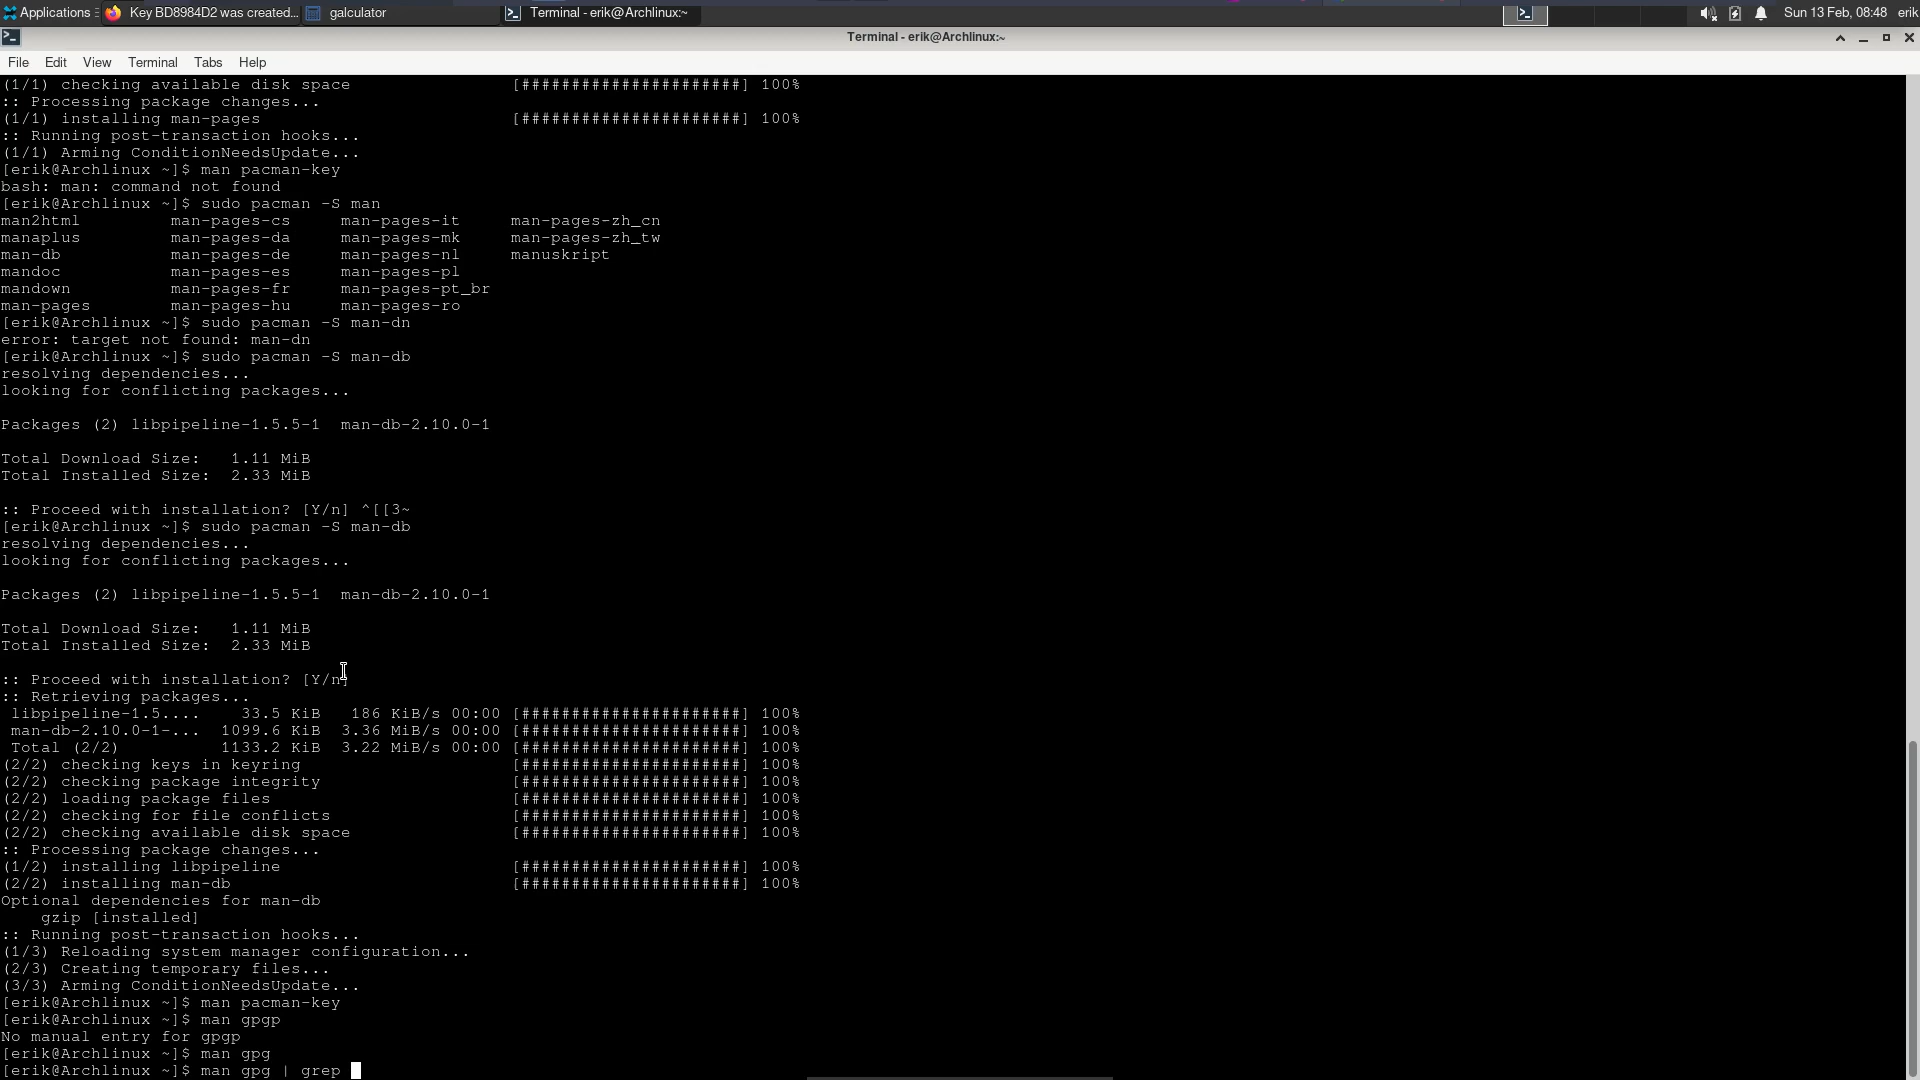 Applications Key BD8984D2 was created... galculator Terminal - erik@Archlinux:~ Sun 13 Feb, 08:48 erik
Terminal - erik@Archlinux:~
File Edit View Terminal Tabs Help
(1/1) checking available disk space [######################] 100%
:: Processing package changes...
(1/1) installing man-pages [######################] 100%
:: Running post-transaction hooks...
(1/1) Arming ConditionNeedsUpdate...
[erik@Archlinux ~]$ man pacman-key
bash: man: command not found
[erik@Archlinux ~]$ sudo pacman -S man
man2html man-pages-cs man-pages-it man-pages-zh_cn
manaplus man-pages-da man-pages-mk man-pages-zh_tw
man-db man-pages-de man-pages-nl manuskript
mandoc man-pages-es man-pages-pl
mandown man-pages-fr man-pages-pt_br
man-pages man-pages-hu man-pages-ro
[erik@Archlinux ~]$ sudo pacman -S man-dn
error: target not found: man-dn
[erik@Archlinux ~]$ sudo pacman -S man-db
resolving dependencies...
looking for conflicting packages...
Packages (2) libpipeline-1.5.5-1 man-db-2.10.0-1
Total Download Size: 1.11 MiB
Total Installed Size: 2.33 MiB
:: Proceed with installation? [Y/n] ^[[3~
[erik@Archlinux ~]$ sudo pacman -S man-db
resolving dependencies...
looking for conflicting packages...
Packages (2) libpipeline-1.5.5-1 man-db-2.10.0-1
Total Download Size: 1.11 MiB
Total Installed Size: 2.33 MiB
:: Proceed with installation? [Y/n]
:: Retrieving packages...
libpipeline-1.5.... 33.5 KiB 186 KiB/s 00:00 [######################] 100%
man-db-2.10.0-1-... 1099.6 KiB 3.36 MiB/s 00:00 [######################] 100%
Total (2/2) 1133.2 KiB 3.22 MiB/s 00:00 [######################] 100%
(2/2) checking keys in keyring [######################] 100%
(2/2) checking package integrity [######################] 100%
(2/2) loading package files [######################] 100%
(2/2) checking for file conflicts [######################] 100%
(2/2) checking available disk space [######################] 100%
:: Processing package changes...
(1/2) installing libpipeline [######################] 100%
(2/2) installing man-db [######################] 100%
Optional dependencies for man-db
gzip [installed]
:: Running post-transaction hooks...
(1/3) Reloading system manager configuration...
(2/3) Creating temporary files...
(3/3) Arming ConditionNeedsUpdate...
[erik@Archlinux ~]$ man pacman-key
[erik@Archlinux ~]$ man gpgp
No manual entry for gpgp
[erik@Archlinux ~]$ man gpg
[erik@Archlinux ~]$ man gpg | grep